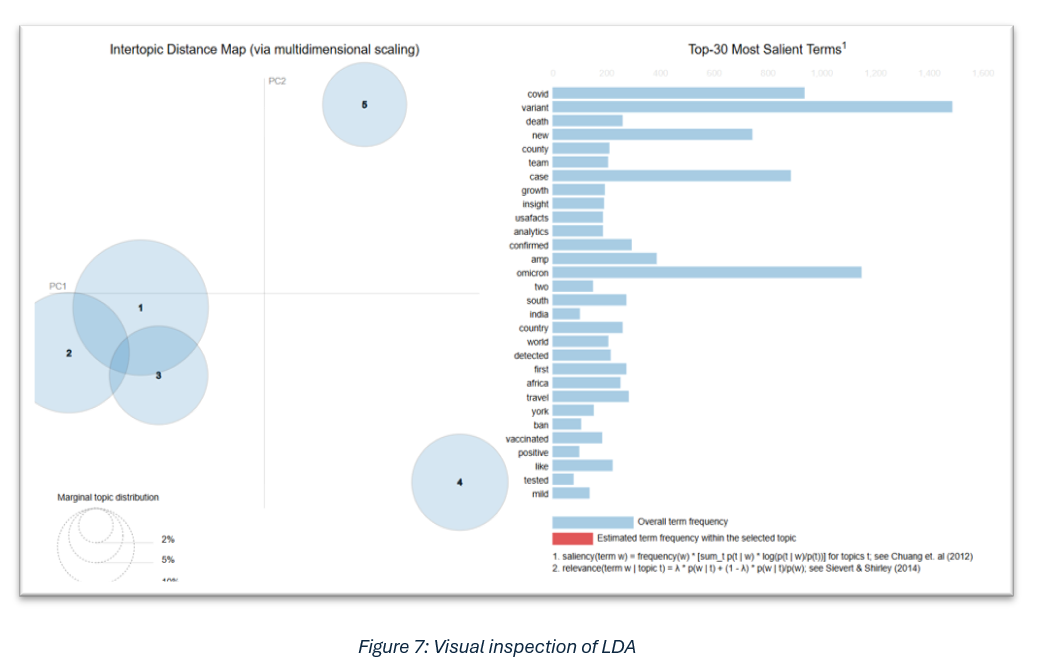 Intertopic Distance Map (via multidimensional scaling)
PC2
5
PC1
1
2
3
4
Marginal topic distribution
2%
5%
10%
Top-30 Most Salient Terms1
0 200 400 600 800 1,000 1,200 1,400 1,600
covid
variant
death
new
county
team
case
growth
insight
usafacts
analytics
confirmed
amp
omicron
two
south
india
country
world
detected
first
africa
travel
york
ban
vaccinated
positive
like
tested
mild
Overall term frequency
Estimated term frequency within the selected topic
1. saliency(term w) = frequency(w) * [sum_t p(t | w) * log(p(t | w)/p(t))] for topics t; see Chuang et. al (2012)
2. relevance(term w | topic t) = λ * p(w | t) + (1 - λ) * p(w | t)/p(w); see Sievert & Shirley (2014)
Figure 7: Visual inspection of LDA